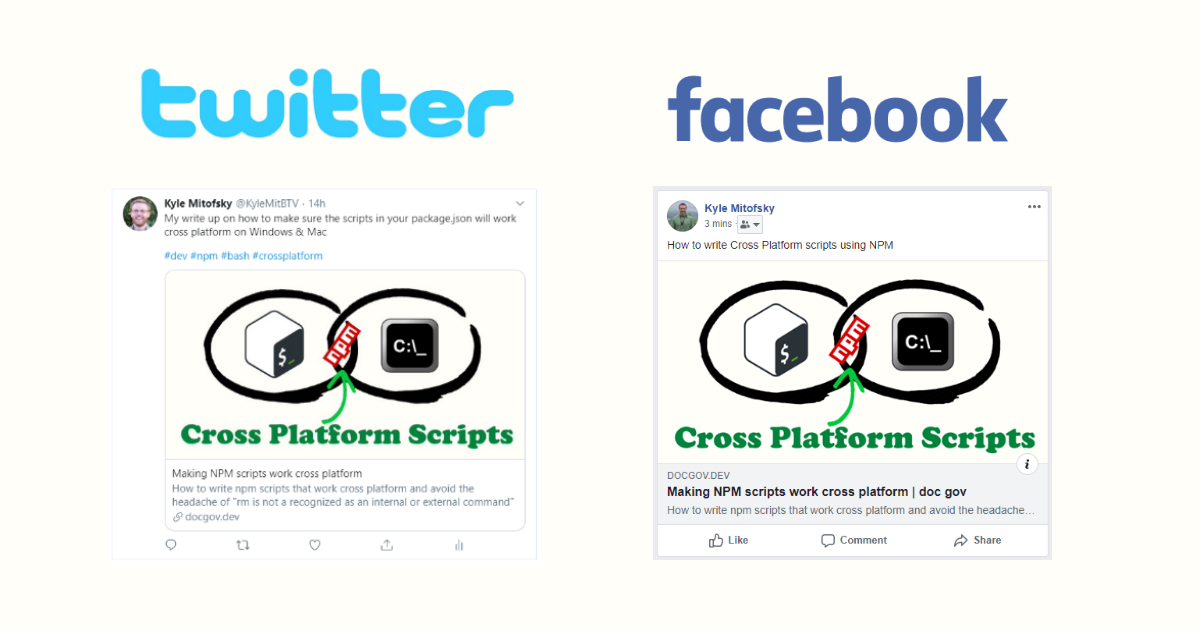 twitter
Kyle Mitofsky @KyleMitBTV · 14h
My write up on how to make sure the scripts in your package.json will work
cross platform on Windows & Mac
#dev #npm #bash #crossplatform
$_
npm
C:\_
Cross Platform Scripts
Making NPM scripts work cross platform
How to write npm scripts that work cross platform and avoid the
headache of "rm is not a recognized as an internal or external command"
docgov.dev
facebook
Kyle Mitofsky
3 mins ·
How to write Cross Platform scripts using NPM
$_
npm
C:\_
Cross Platform Scripts
i
DOCGOV.DEV
Making NPM scripts work cross platform | doc gov
How to write npm scripts that work cross platform and avoid the headache...
Like Comment Share